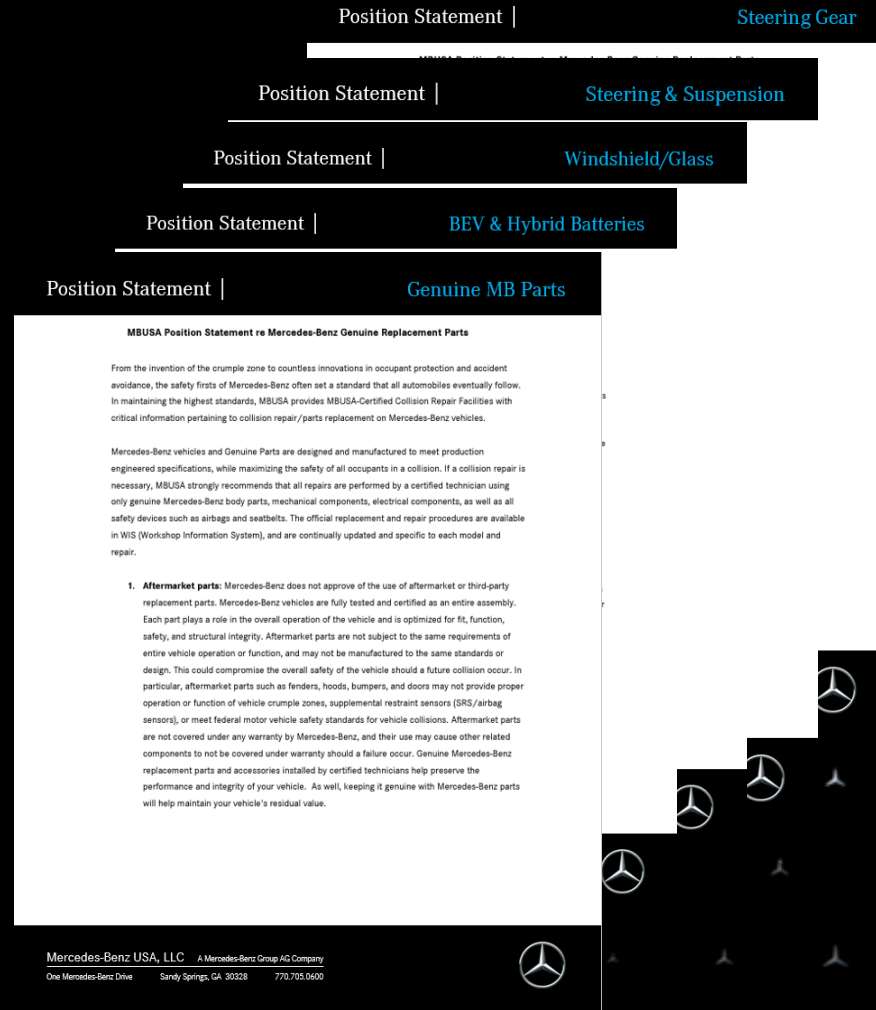 Position Statement | Steering Gear
Position Statement | Steering & Suspension
Position Statement | Windshield/Glass
Position Statement | BEV & Hybrid Batteries
Position Statement | Genuine MB Parts
MBUSA Position Statement re Mercedes-Benz Genuine Replacement Parts
From the invention of the crumple zone to countless innovations in occupant protection and accident
avoidance, the safety firsts of Mercedes-Benz often set a standard that all automobiles eventually follow.
In maintaining the highest standards, MBUSA provides MBUSA-Certified Collision Repair Facilities with
critical information pertaining to collision repair/parts replacement on Mercedes-Benz vehicles.
Mercedes-Benz vehicles and Genuine Parts are designed and manufactured to meet production
engineered specifications, while maximizing the safety of all occupants in a collision. If a collision repair is
necessary, MBUSA strongly recommends that all repairs are performed by a certified technician using
only genuine Mercedes-Benz body parts, mechanical components, electrical components, as well as all
safety devices such as airbags and seatbelts. The official replacement and repair procedures are available
in WIS (Workshop Information System), and are continually updated and specific to each model and
repair.
1. Aftermarket parts: Mercedes-Benz does not approve of the use of aftermarket or third-party
replacement parts. Mercedes-Benz vehicles are fully tested and certified as an entire assembly.
Each part plays a role in the overall operation of the vehicle and is optimized for fit, function,
safety, and structural integrity. Aftermarket parts are not subject to the same requirements of
entire vehicle operation or function, and may not be manufactured to the same standards or
design. This could compromise the overall safety of the vehicle should a future collision occur. In
particular, aftermarket parts such as fenders, hoods, bumpers, and doors may not provide proper
operation or function of vehicle crumple zones, supplemental restraint sensors (SRS/airbag
sensors), or meet federal motor vehicle safety standards for vehicle collisions. Aftermarket parts
are not covered under any warranty by Mercedes-Benz, and their use may cause other related
components to not be covered under warranty should a failure occur. Genuine Mercedes-Benz
replacement parts and accessories installed by certified technicians help preserve the
performance and integrity of your vehicle. As well, keeping it genuine with Mercedes-Benz parts
will help maintain your vehicle's residual value.
Mercedes-Benz USA, LLC A Mercedes-Benz Group AG Company
One Mercedes-Benz Drive Sandy Springs, GA 30328 770.705.0600